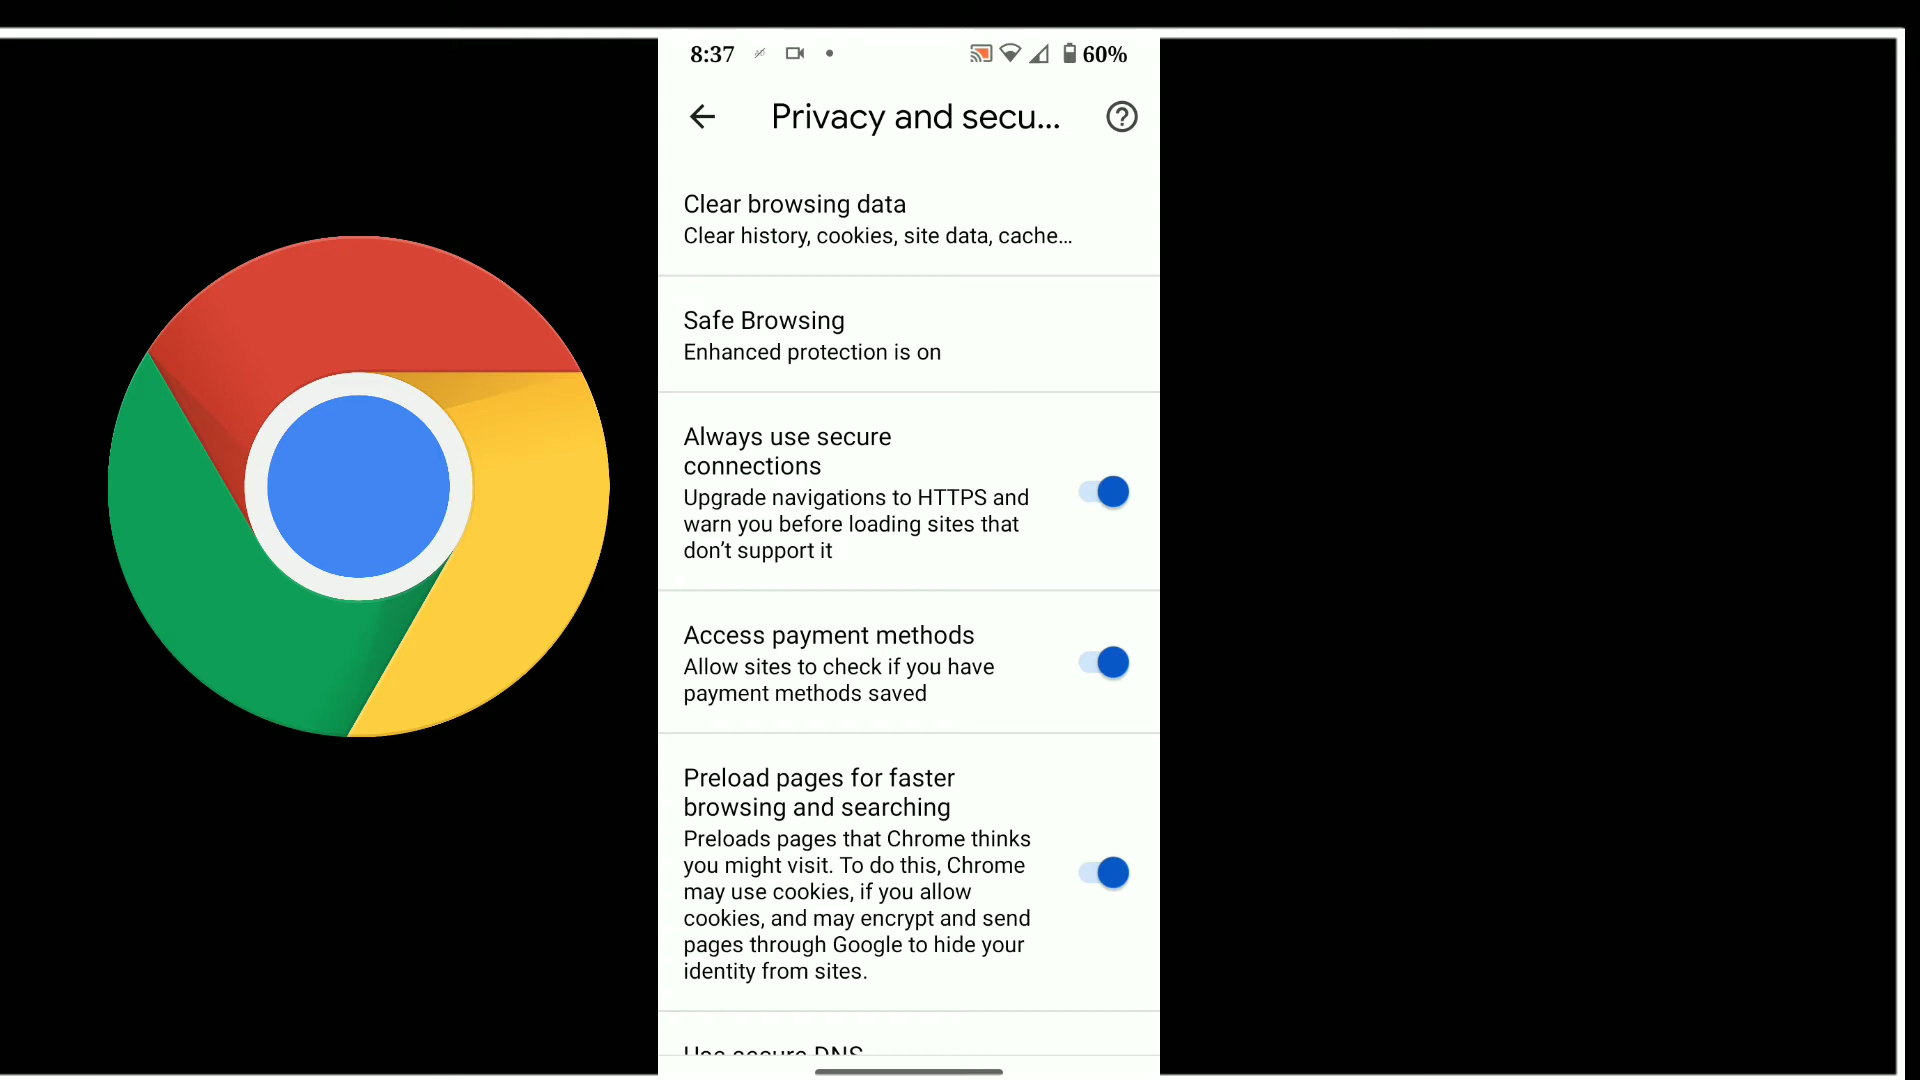 8:37
60%
Privacy and secu...
Clear browsing data
Clear history, cookies, site data, cache...
Safe Browsing
Enhanced protection is on
Always use secure
connections
Upgrade navigations to HTTPS and
warn you before loading sites that
don’t support it
Access payment methods
Allow sites to check if you have
payment methods saved
Preload pages for faster
browsing and searching
Preloads pages that Chrome thinks
you might visit. To do this, Chrome
may use cookies, if you allow
cookies, and may encrypt and send
pages through Google to hide your
identity from sites.
Use secure DNS